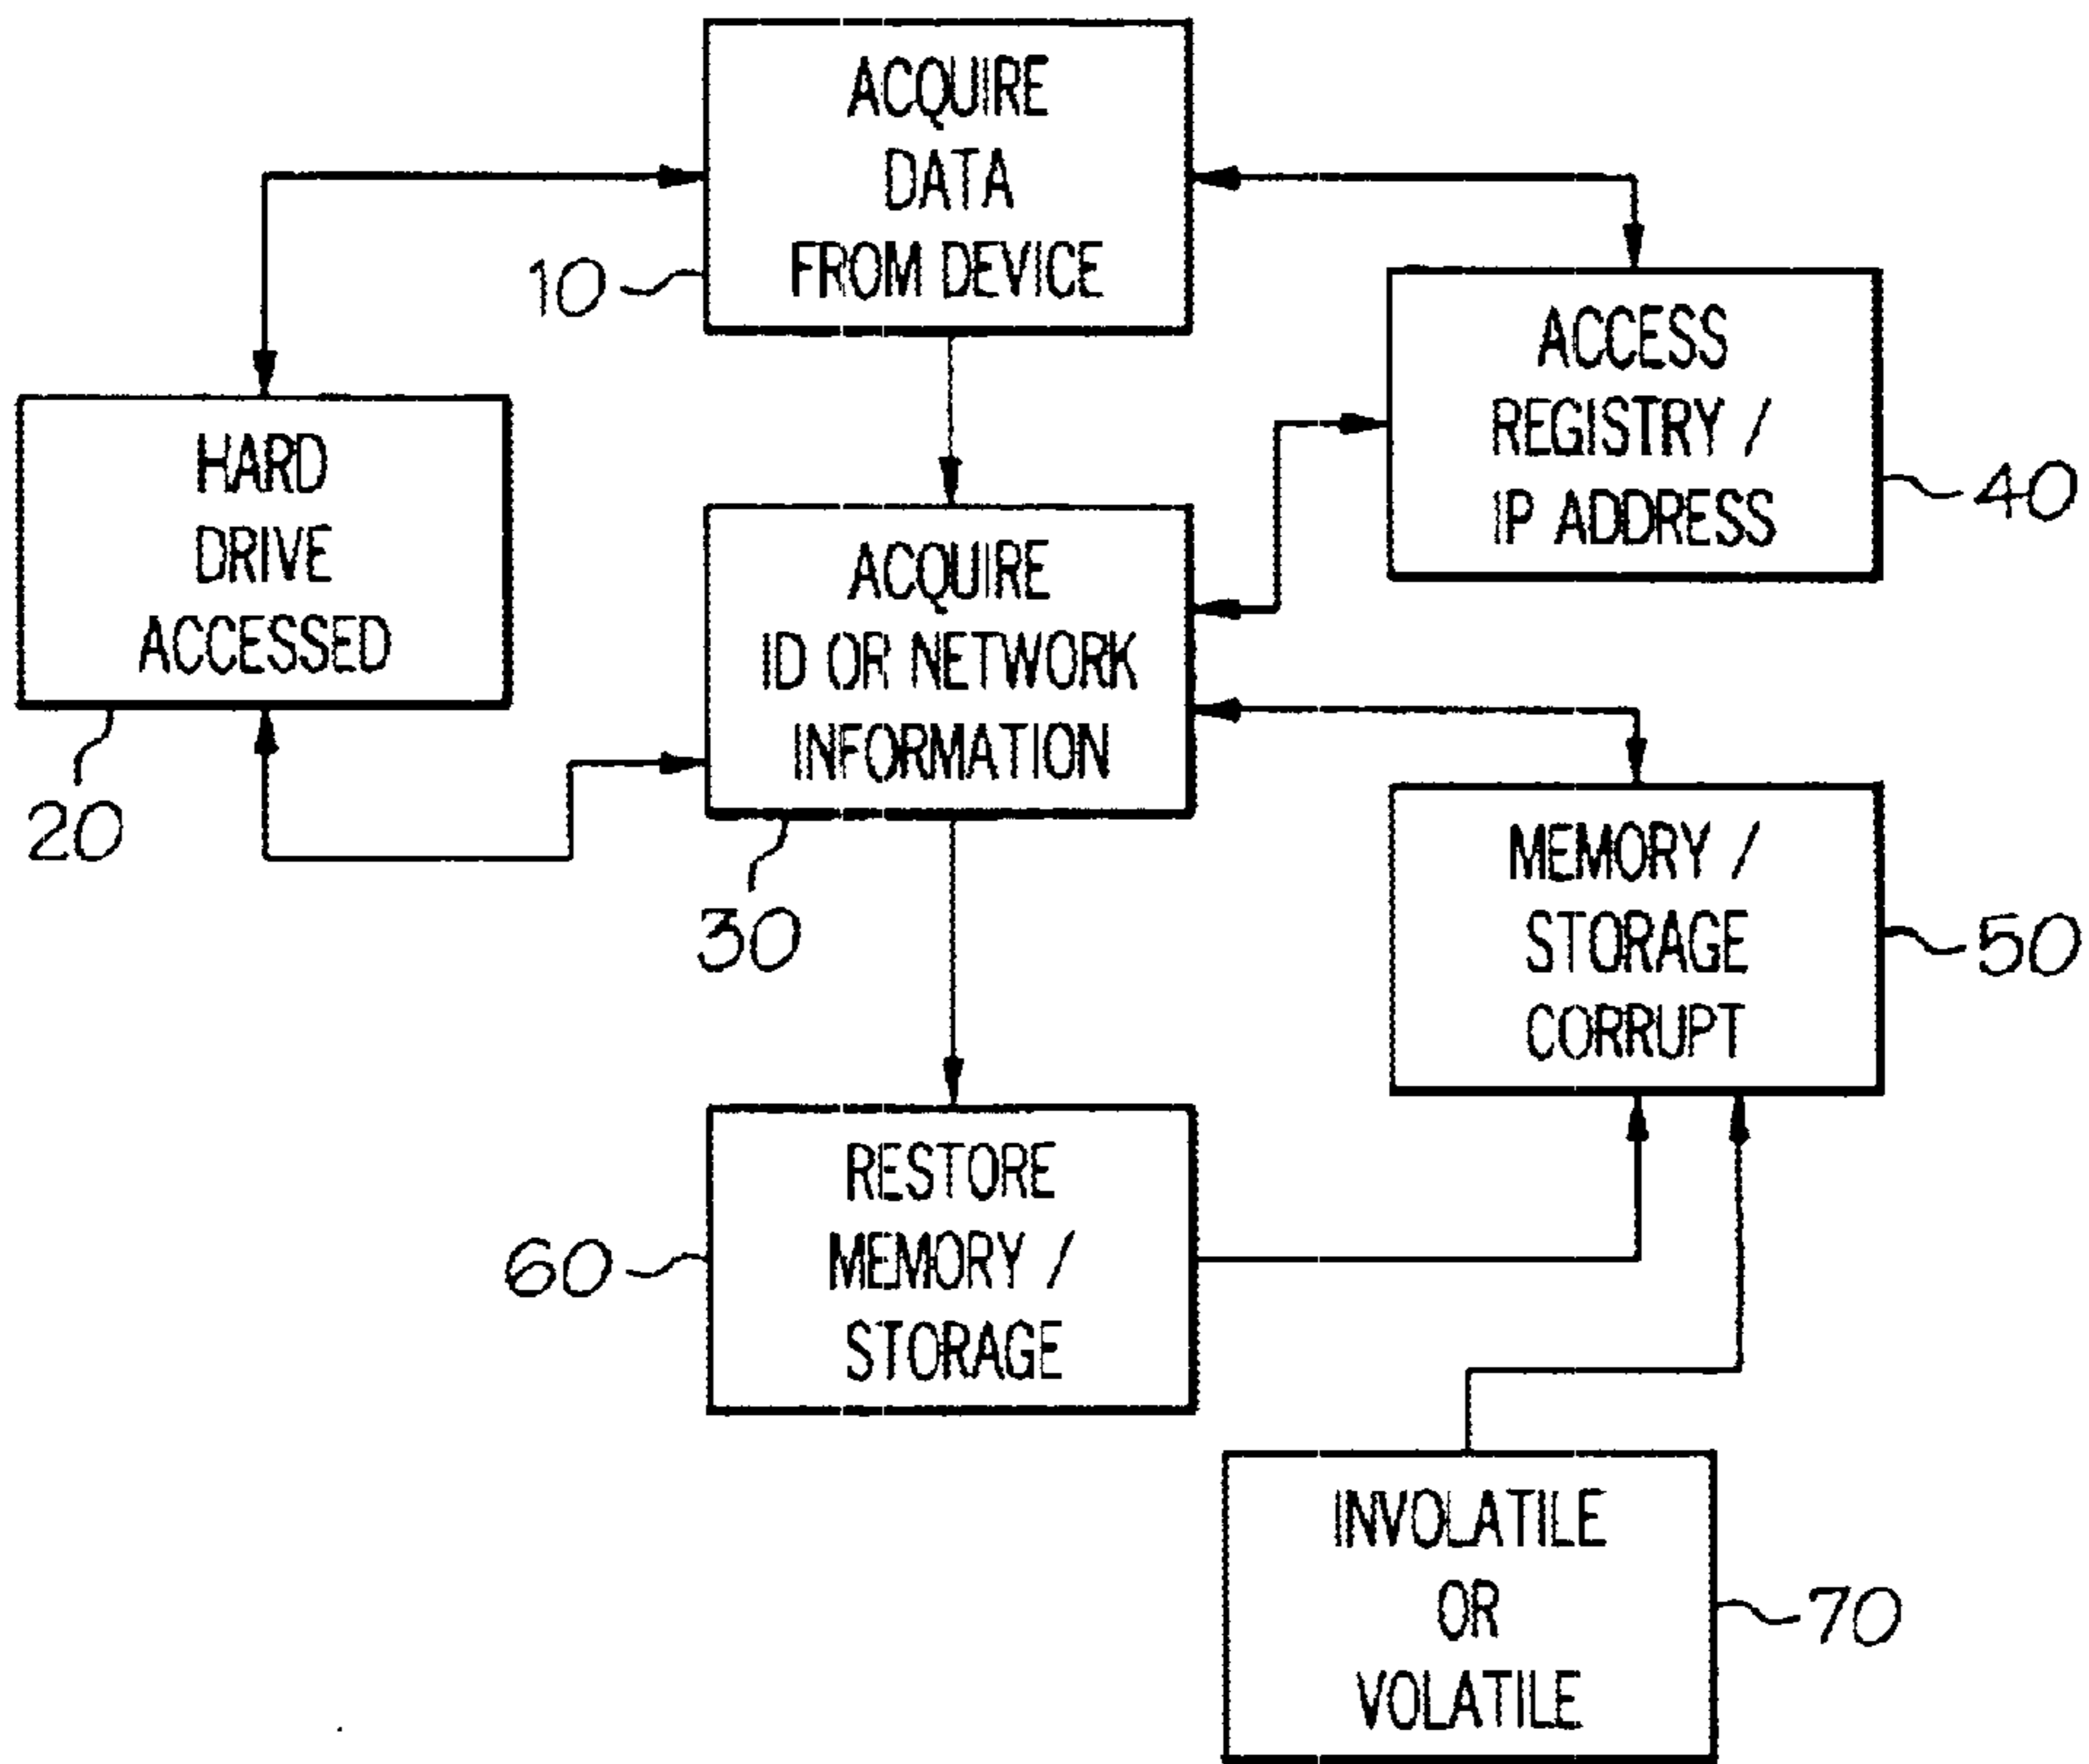 ACQUIRE
DATA
FROM DEVICE
10
ACCESS
REGISTRY /
IP ADDRESS
40
HARD
DRIVE
ACCESSED
20
ACQUIRE
ID OR NETWORK
INFORMATION
30
MEMORY /
STORAGE
CORRUPT
50
RESTORE
MEMORY /
STORAGE
60
INVOLATILE
OR
VOLATILE
70